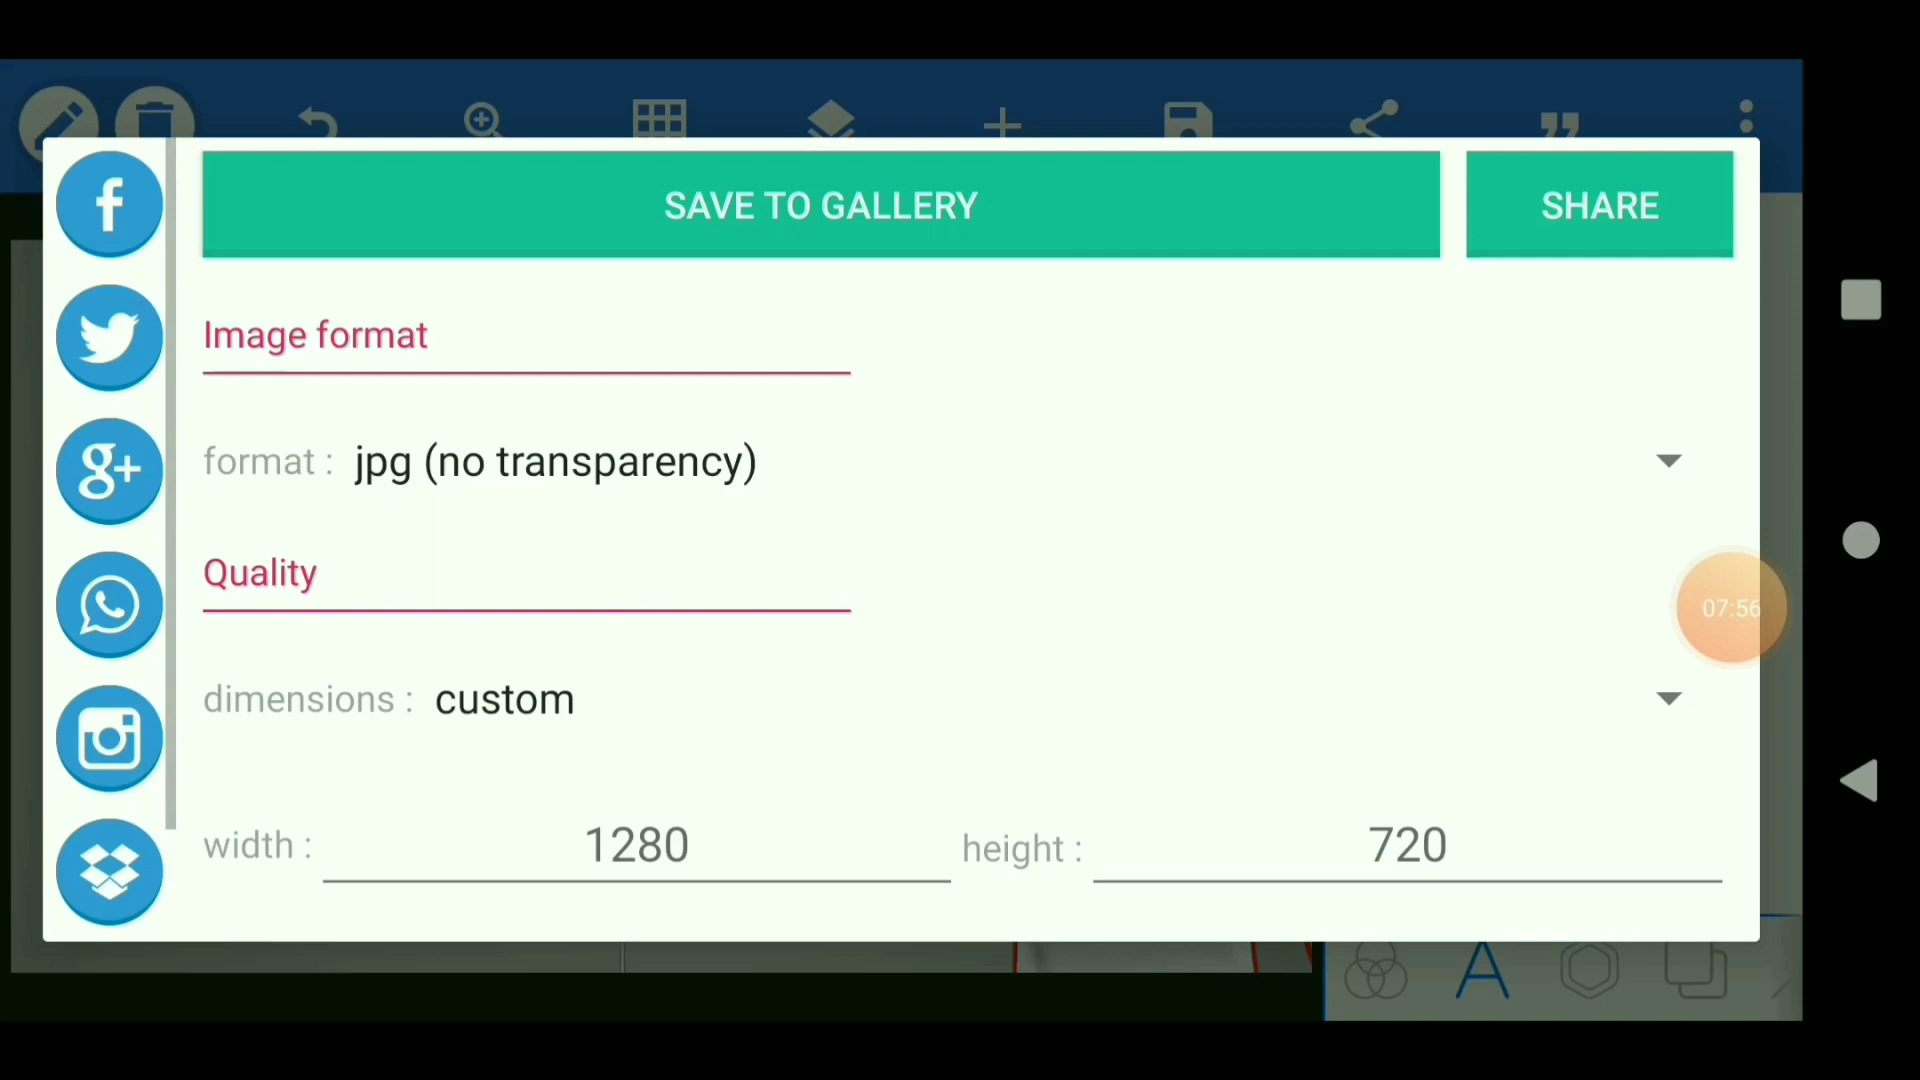 SAVE TO GALLERY
SHARE
Image format
format : jpg (no transparency)
Quality
07:56
dimensions : custom
width : 1280 height : 720